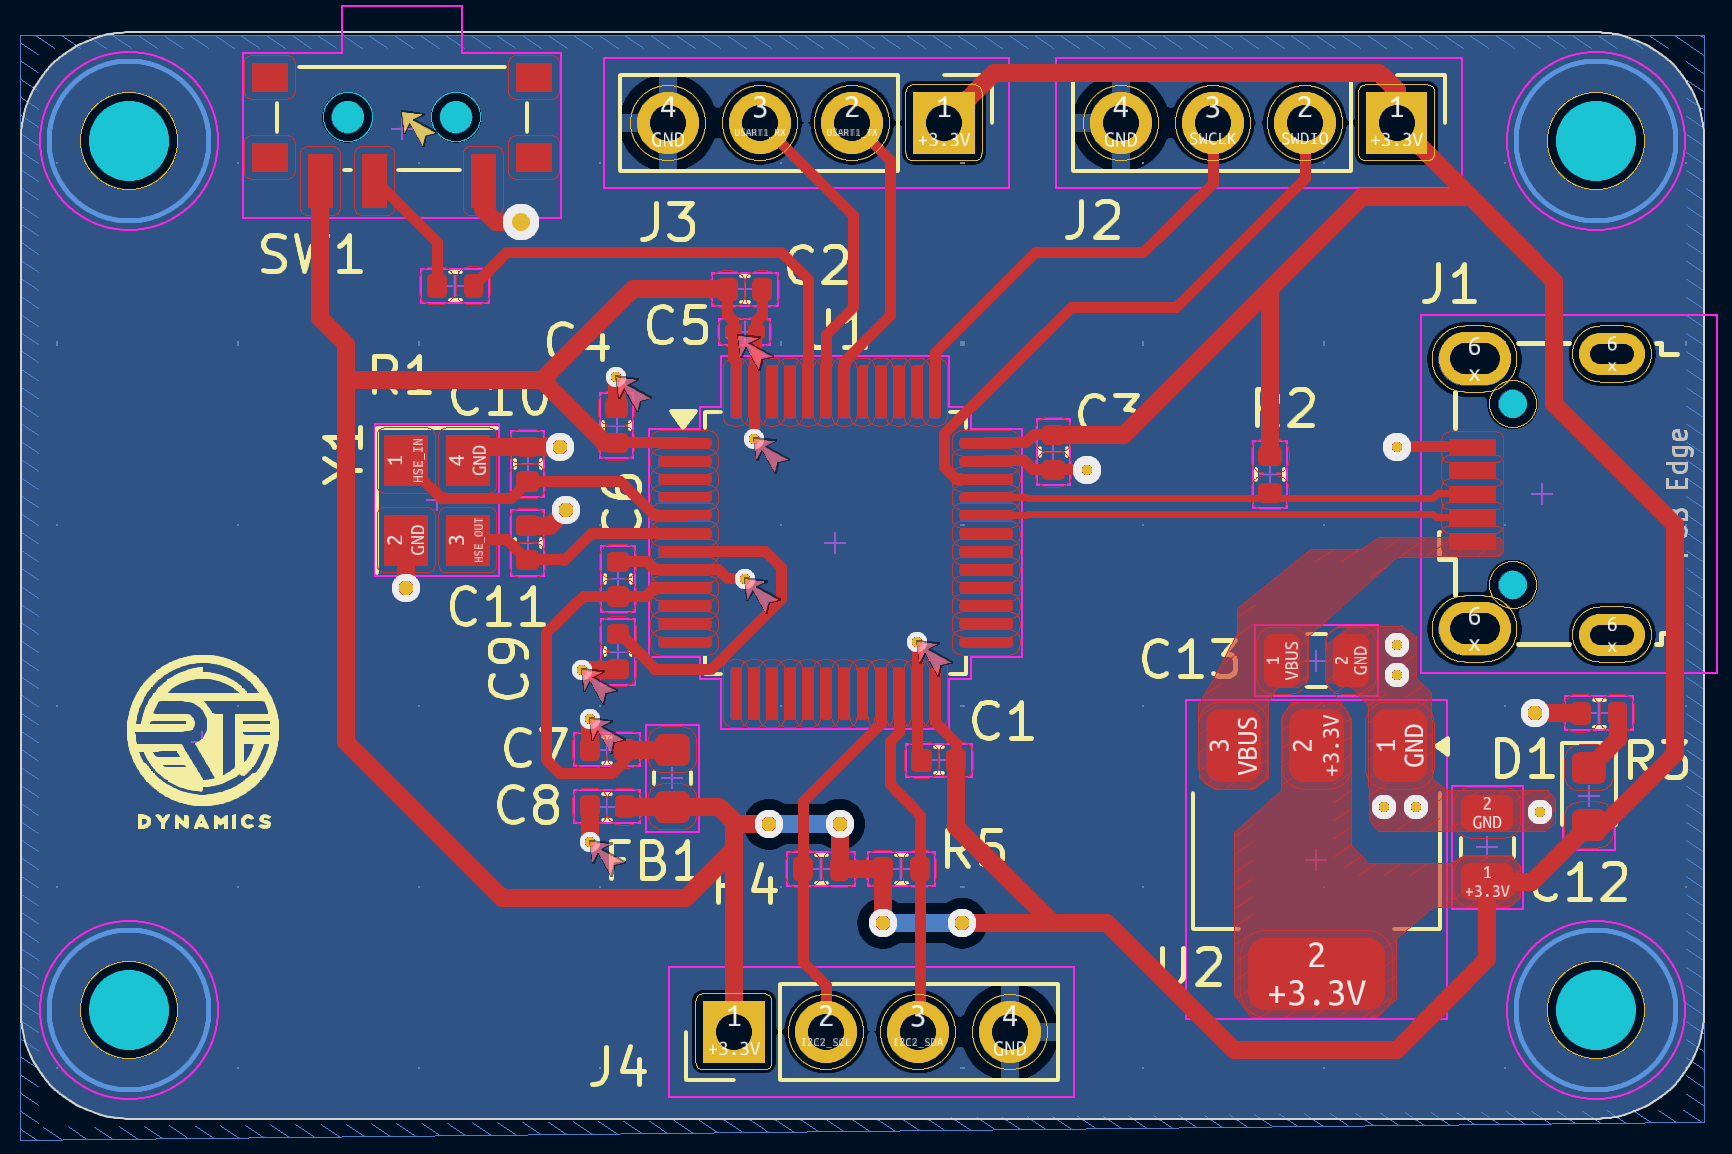 4
GND
3
USART1_RX
2
USART1_TX
1
+3.3V
4
GND
3
SWCLK
2
SWDIO
1
+3.3V
J3
J2
SW1
C2
C5
J1
C4
R1
C10
C3
R2
6
x
6
x
1
HSE_IN
4
GND
2
GND
3
HSE_OUT
C11
C9
6
x
6
x
C13
1
VBUS
2
GND
3
VBUS
2
+3.3V
1
GND
RT
DYNAMICS
C7
C8
FB1
C1
R5
R4
D1
R3
2
GND
1
+3.3V
C12
U2
2
+3.3V
J4
1
+3.3V
2
I2C2_SCL
3
I2C2_SDA
4
GND